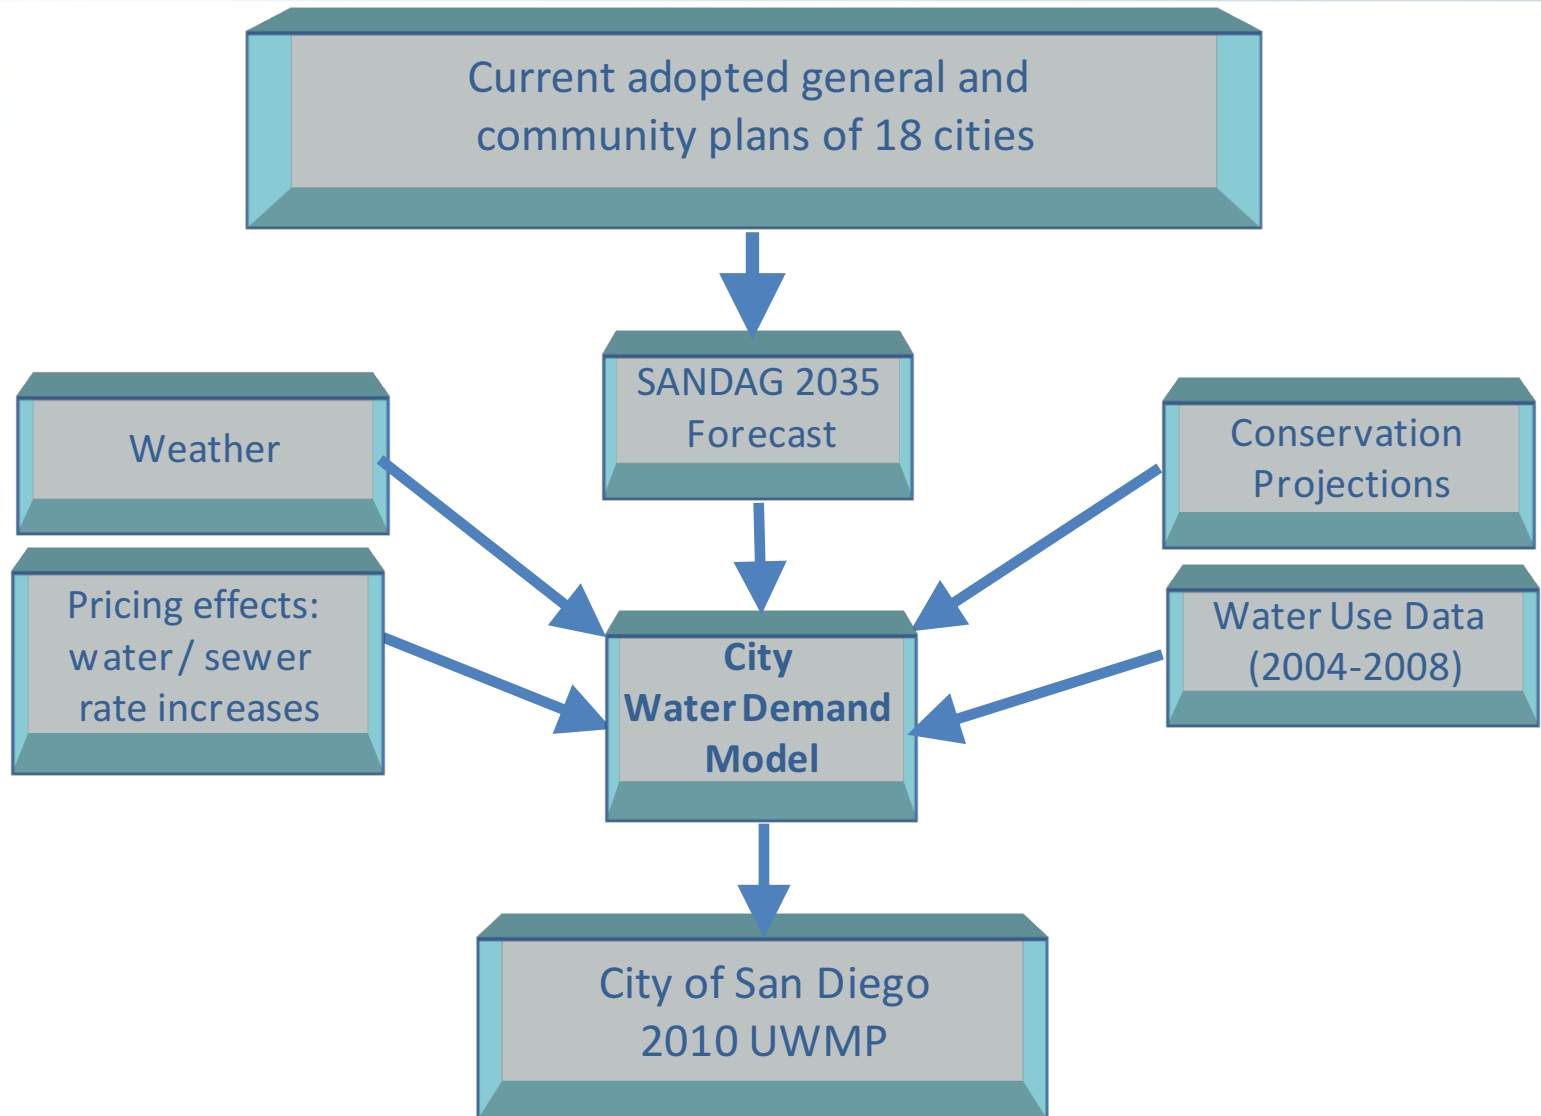 Current adopted general and
community plans of 18 cities
SANDAG 2035
Forecast
Weather
Conservation
Projections
Pricing effects:
water / sewer
rate increases
Water Use Data
(2004-2008)
City
Water Demand
Model
City of San Diego
2010 UWMP